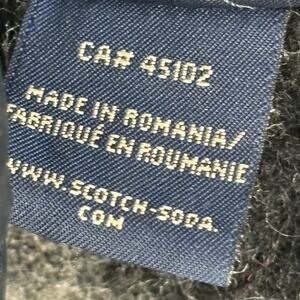 CA# 45102
MADE IN ROMANIA/
FABRIQUÉ EN ROUMANIE
WWW.SCOTCH-SODA.
COM